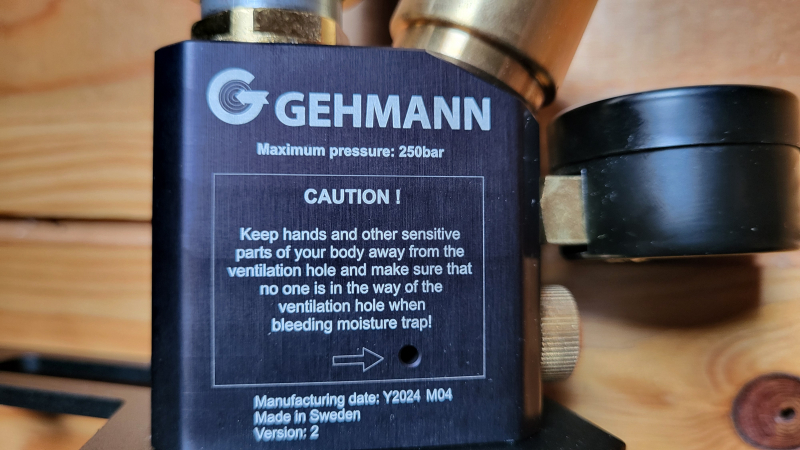 GEHMANN
Maximum pressure: 250bar
CAUTION !
Keep hands and other sensitive
parts of your body away from the
ventilation hole and make sure that
no one is in the way of the
ventilation hole when
bleeding moisture trap!
Manufacturing date: Y2024 M04
Made in Sweden
Version: 2